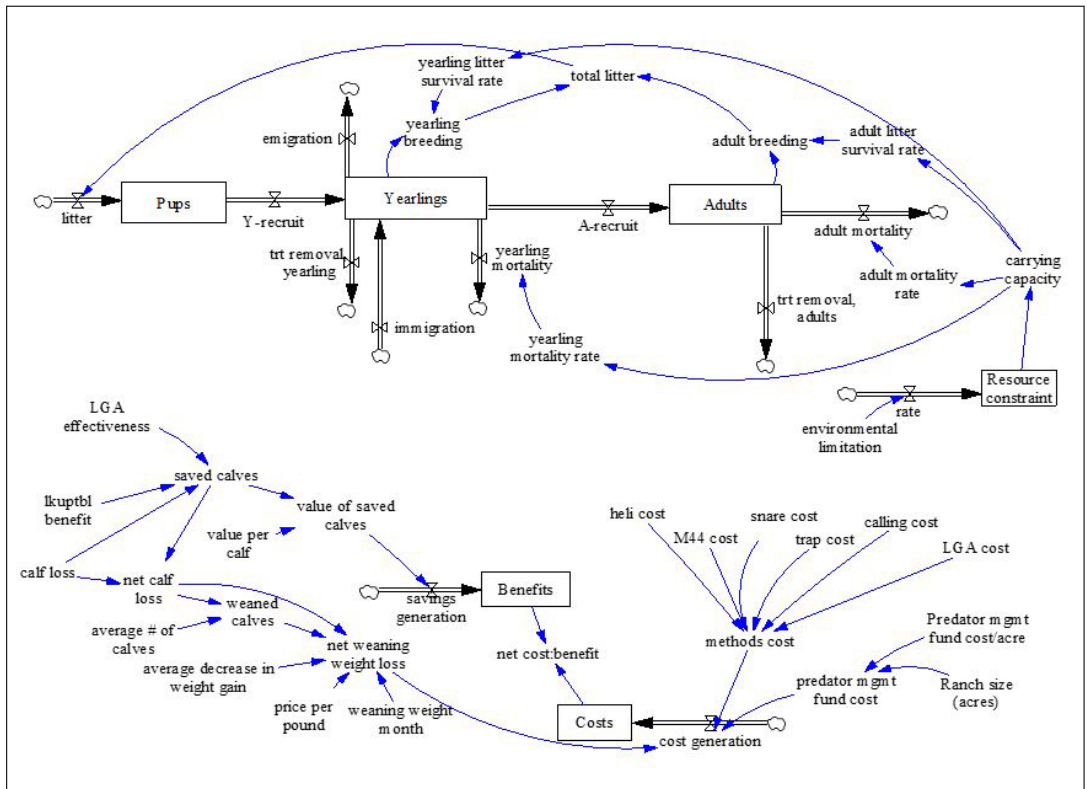 yearling litter
survival rate
total litter
emigration
yearling
breeding
adult breeding
adult litter
survival rate
litter
Pups
Y-recruit
Yearlings
A-recruit
Adults
adult mortality
trt removal
yearling
yearling
mortality
adult mortality
rate
carrying
capacity
immigration
yearling
mortality rate
trt removal,
adults
Resource
constraint
rate
environmental
limitation
LGA
effectiveness
saved calves
lkuptbl
benefit
value of saved
calves
value per
calf
calf loss
net calf
loss
weaned
calves
average # of
calves
net weaning
weight loss
average decrease in
weight gain
price per
pound
weaning weight
month
savings
generation
Benefits
net cost:benefit
Costs
cost generation
heli cost
M44 cost
snare cost
trap cost
calling cost
LGA cost
methods cost
Predator mgmt
fund cost/acre
predator mgmt
fund cost
Ranch size
(acres)